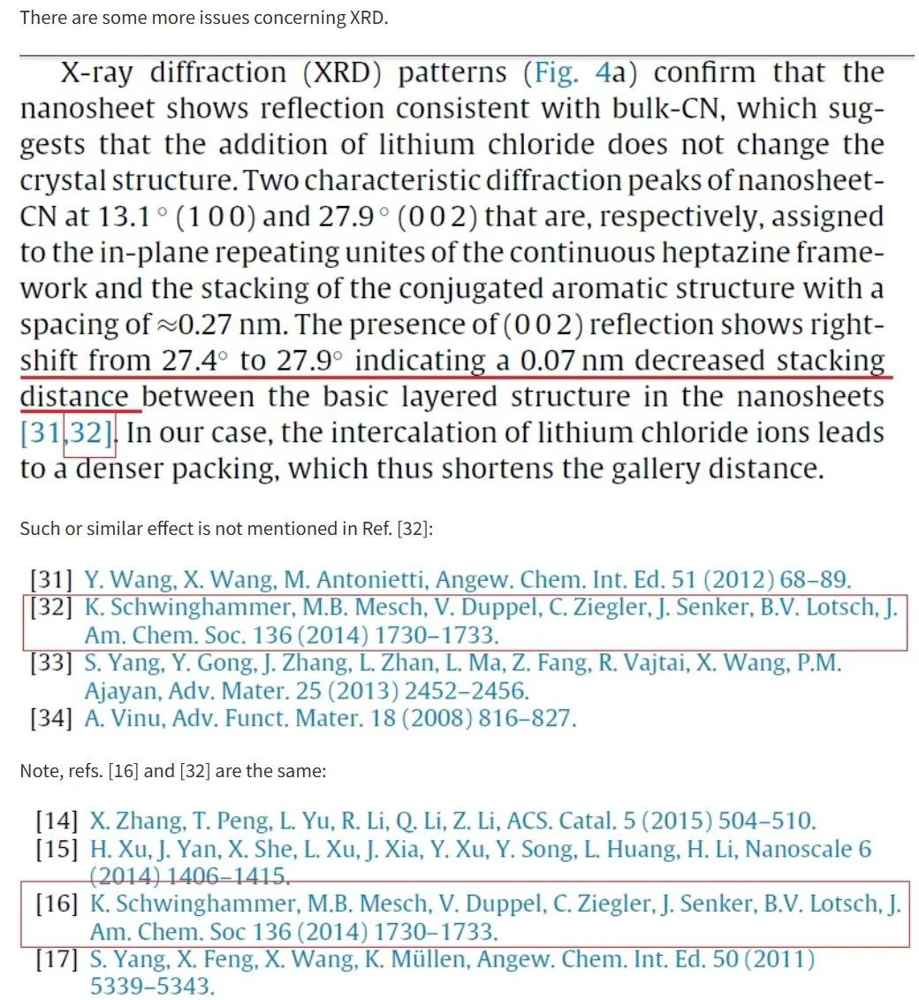 There are some more issues concerning XRD.
X-ray diffraction (XRD) patterns (Fig. 4a) confirm that the
nanosheet shows reflection consistent with bulk-CN, which sug-
gests that the addition of lithium chloride does not change the
crystal structure. Two characteristic diffraction peaks of nanosheet-
CN at 13.1° (1 0 0) and 27.9° (0 0 2) that are, respectively, assigned
to the in-plane repeating unites of the continuous heptazine frame-
work and the stacking of the conjugated aromatic structure with a
spacing of ≈0.27 nm. The presence of (0 0 2) reflection shows right-
shift from 27.4° to 27.9° indicating a 0.07 nm decreased stacking
distance between the basic layered structure in the nanosheets
[31,32]. In our case, the intercalation of lithium chloride ions leads
to a denser packing, which thus shortens the gallery distance.
Such or similar effect is not mentioned in Ref. [32]:
[31] Y. Wang, X. Wang, M. Antonietti, Angew. Chem. Int. Ed. 51 (2012) 68–89.
[32] K. Schwinghammer, M.B. Mesch, V. Duppel, C. Ziegler, J. Senker, B.V. Lotsch, J.
Am. Chem. Soc. 136 (2014) 1730–1733.
[33] S. Yang, Y. Gong, J. Zhang, L. Zhan, L. Ma, Z. Fang, R. Vajtai, X. Wang, P.M.
Ajayan, Adv. Mater. 25 (2013) 2452–2456.
[34] A. Vinu, Adv. Funct. Mater. 18 (2008) 816–827.
Note, refs. [16] and [32] are the same:
[14] X. Zhang, T. Peng, L. Yu, R. Li, Q. Li, Z. Li, ACS. Catal. 5 (2015) 504–510.
[15] H. Xu, J. Yan, X. She, L. Xu, J. Xia, Y. Xu, Y. Song, L. Huang, H. Li, Nanoscale 6
(2014) 1406–1415.
[16] K. Schwinghammer, M.B. Mesch, V. Duppel, C. Ziegler, J. Senker, B.V. Lotsch, J.
Am. Chem. Soc 136 (2014) 1730–1733.
[17] S. Yang, X. Feng, X. Wang, K. Müllen, Angew. Chem. Int. Ed. 50 (2011)
5339–5343.